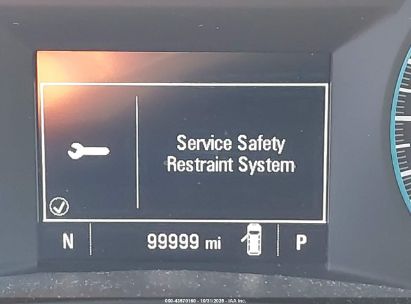 Service Safety
Restraint System
N
99999 mi
P